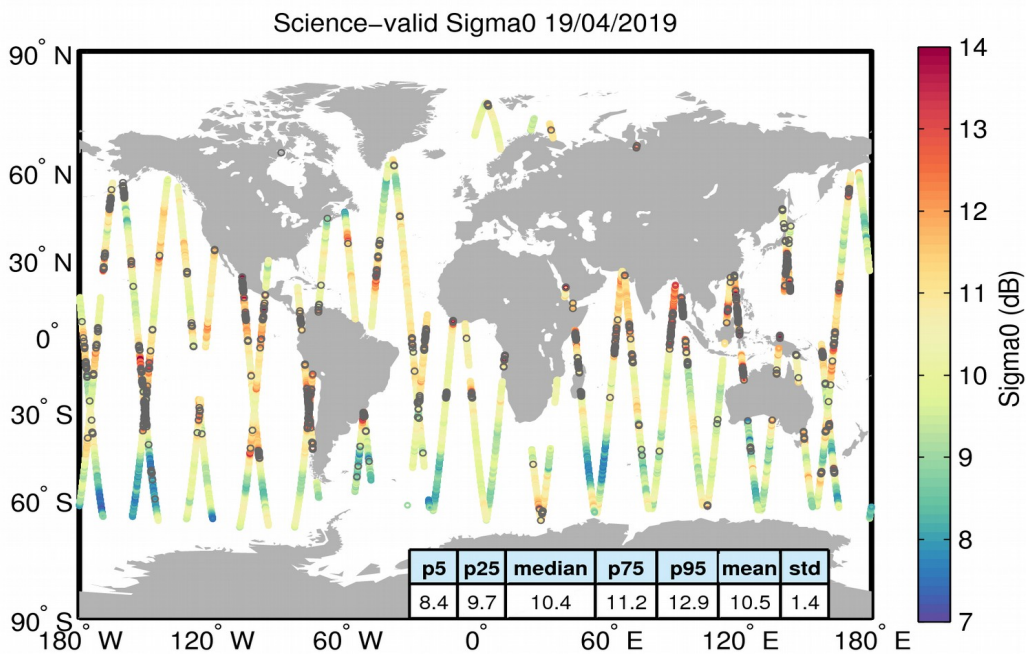 Science−valid Sigma0 19/04/2019
90° N
60° N
30° N
0°
30° S
60° S
90° S
180° W
120° W
60° W
0°
60° E
120° E
180° E
p5 p25 median p75 p95 mean std
8.4 9.7 10.4 11.2 12.9 10.5 1.4
14
13
12
11
10
9
8
7
Sigma0 (dB)